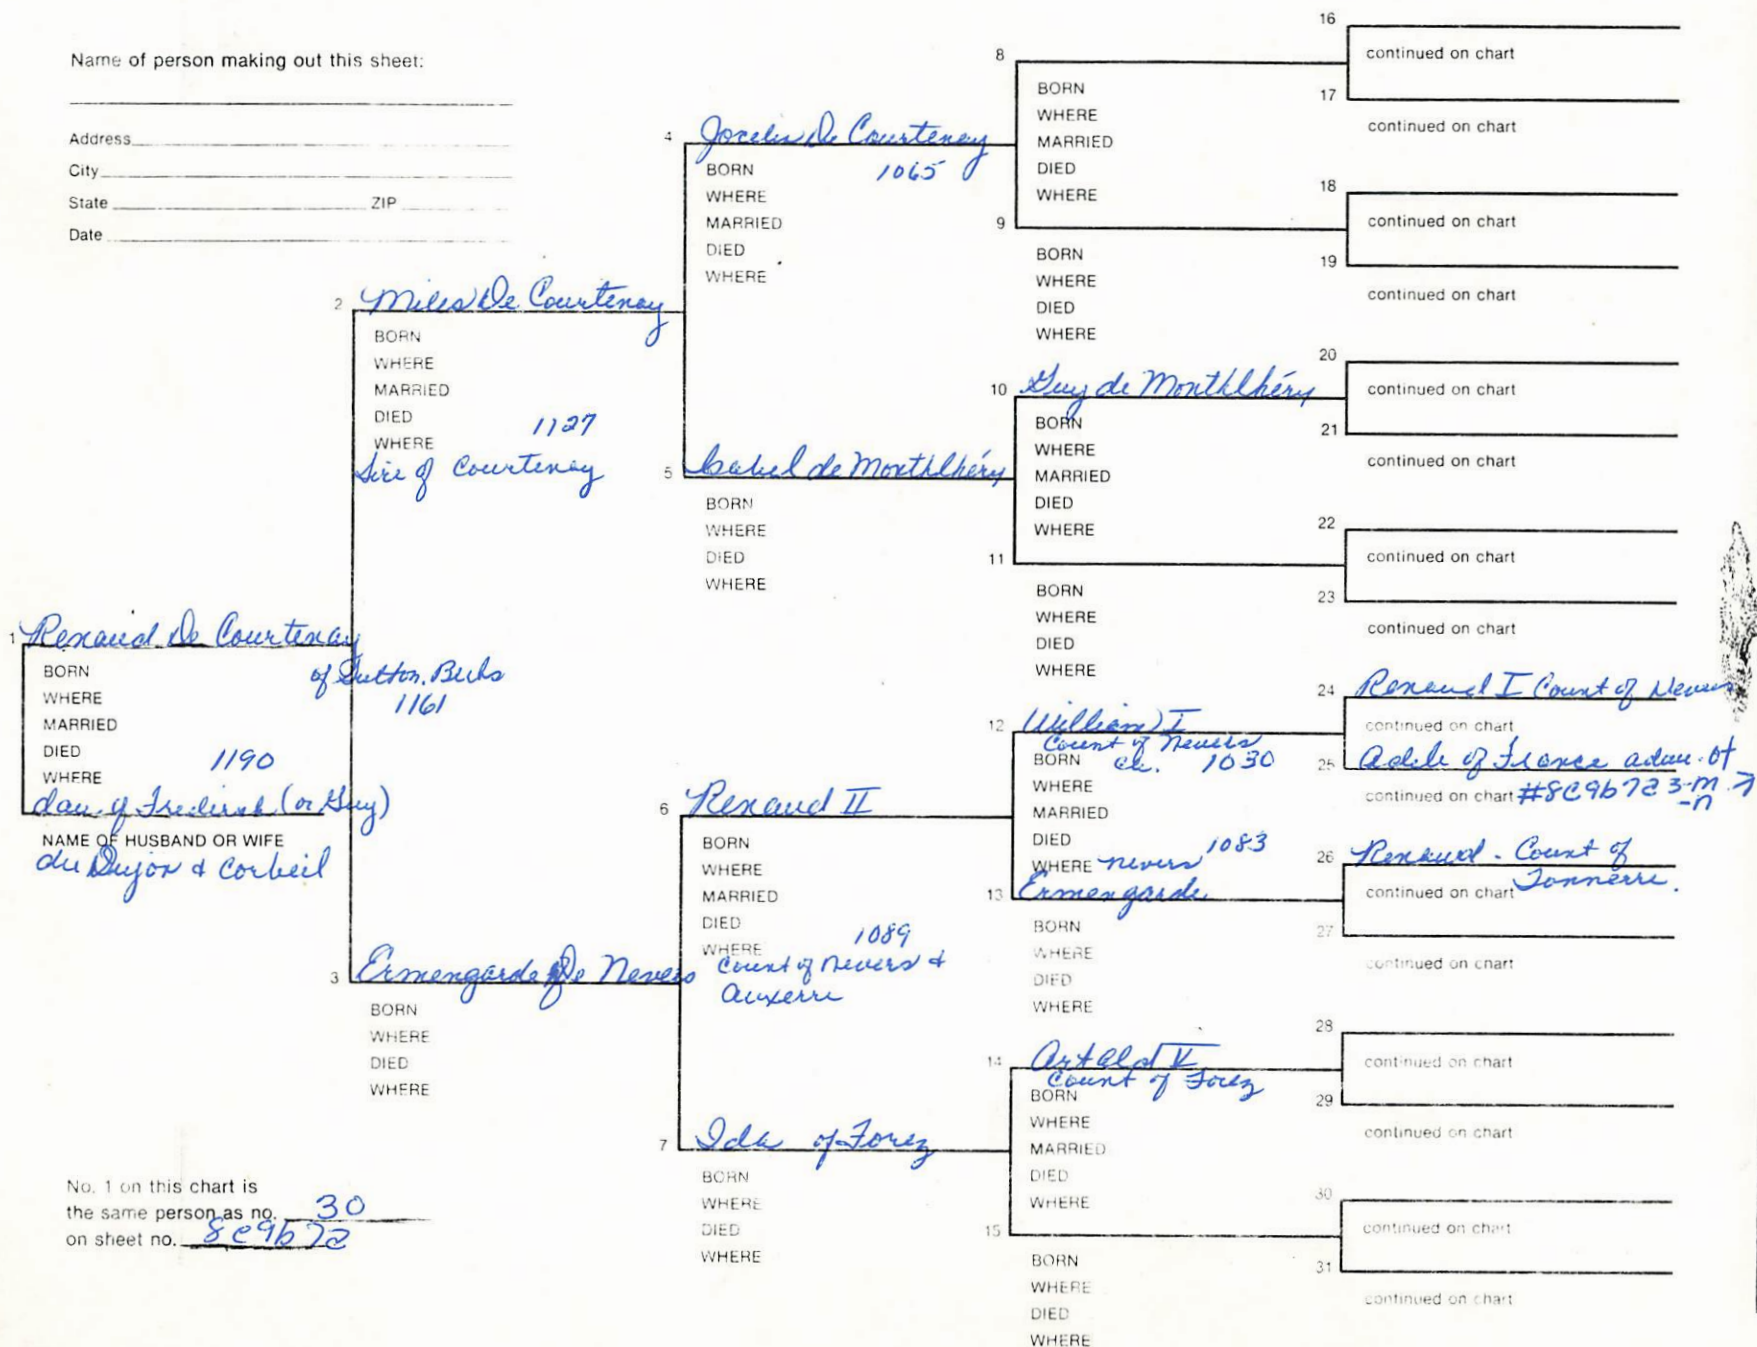 Name of person making out this sheet:
Address
City
State ZIP
Date
1 Renaud De Courtenay
of Sutton, Bucks
1161
BORN
WHERE
MARRIED
DIED
1190
WHERE
dau. of Frederick (or Guy)
NAME OF HUSBAND OR WIFE
du Dujon & Corbeil
2 Miles De Courtenay
BORN
WHERE
MARRIED
DIED
1127
WHERE
Sire of Courtenay
3 Ermengarde De Nevers
BORN
WHERE
DIED
WHERE
4 Jocelin De Courtenay
BORN 1065
WHERE
MARRIED
DIED
WHERE
5 Isabel de Monthlhéry
BORN
WHERE
DIED
WHERE
6 Renaud II
BORN
WHERE
MARRIED
DIED
1089
WHERE
Count of Nevers &
Auxerre
7 Ida of Forez
BORN
WHERE
DIED
WHERE
8
BORN
WHERE
MARRIED
DIED
WHERE
9
BORN
WHERE
DIED
WHERE
10 Guy de Monthlhéry
BORN
WHERE
MARRIED
DIED
WHERE
11
BORN
WHERE
DIED
WHERE
12 William I
Count of Nevers
BORN 1030
WHERE
MARRIED
DIED 1083
WHERE Nevers
13 Ermengarde
BORN
WHERE
DIED
WHERE
14 Artald V
Count of Forez
BORN
WHERE
MARRIED
DIED
WHERE
15
BORN
WHERE
DIED
WHERE
16
continued on chart
17
continued on chart
18
continued on chart
19
continued on chart
20
continued on chart
21
continued on chart
22
continued on chart
23
continued on chart
24 Renaud I Count of Nevers
continued on chart
25 Adele of France a dau. of
continued on chart #8c9b72 3-m
-n
26 Renaud - Count of
Tonnerre.
continued on chart
27
continued on chart
28
continued on chart
29
continued on chart
30
continued on chart
31
continued on chart
No. 1 on this chart is
the same person as no. 30
on sheet no. 8c9b72